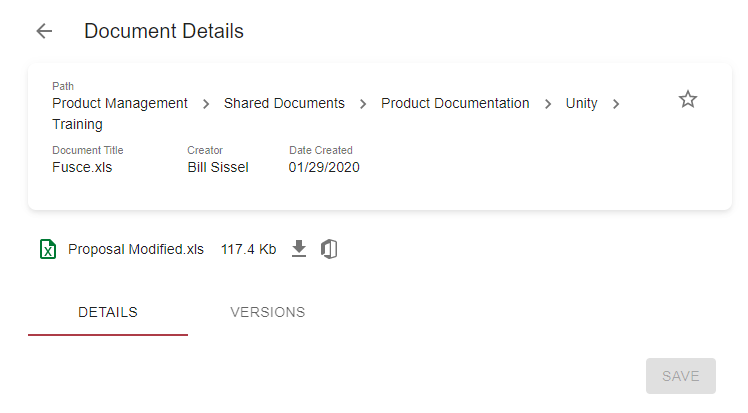 Document Details
Path
Product Management > Shared Documents > Product Documentation > Unity >
Training
Document Title Creator Date Created
Fusce.xls Bill Sissel 01/29/2020
Proposal Modified.xls 117.4 Kb
DETAILS VERSIONS
SAVE